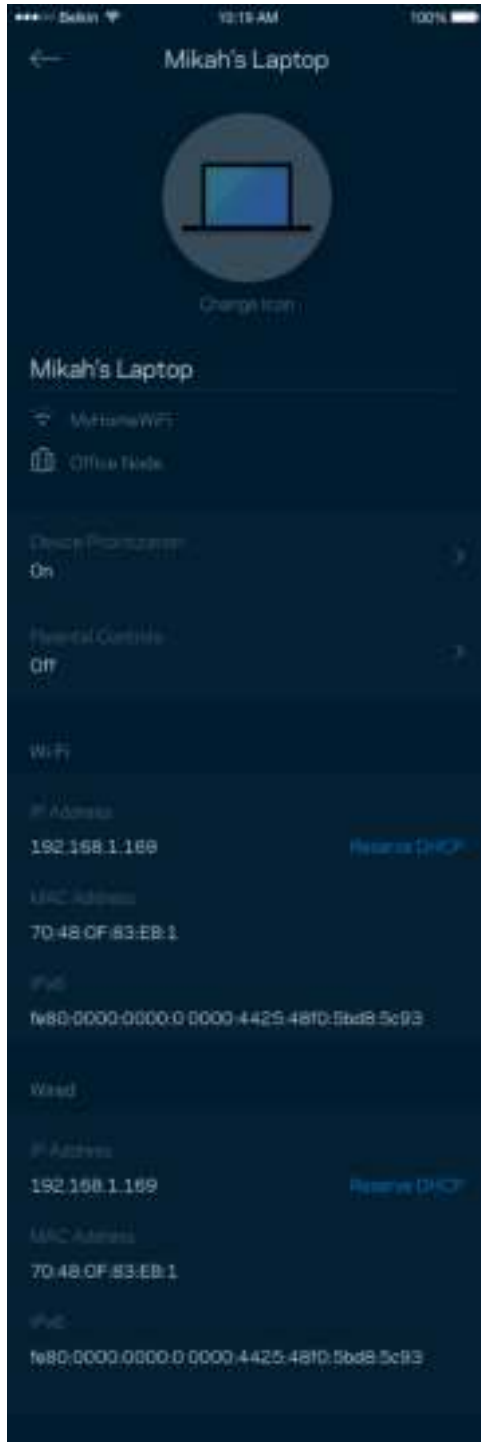 Belkin 10:19 AM 100%
Mikah's Laptop
Change Icon
Mikah's Laptop
MyHomeWiFi
Office Node
Device Prioritization
On
Parental Controls
Off
Wi-Fi
IP Address
192.168.1.169 Reserve DHCP
MAC Address
70:48:0F:83:EB:1
IPv6
fe80:0000:0000:0 0000:4425:48f0:5bd8:5c93
Wired
IP Address
192.168.1.169 Reserve DHCP
MAC Address
70:48:0F:83:EB:1
IPv6
fe80:0000:0000:0 0000:4425:48f0:5bd8:5c93